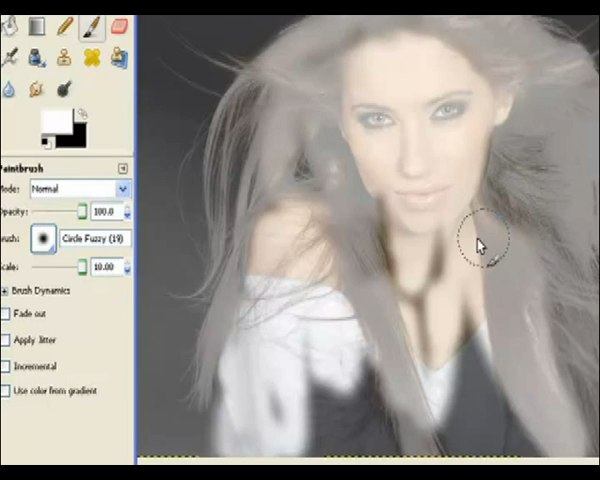 Paintbrush
Mode: Normal
Opacity: 100.0
Brush: Circle Fuzzy (19)
Scale: 10.00
Brush Dynamics
Fade out
Apply Jitter
Incremental
Use color from gradient